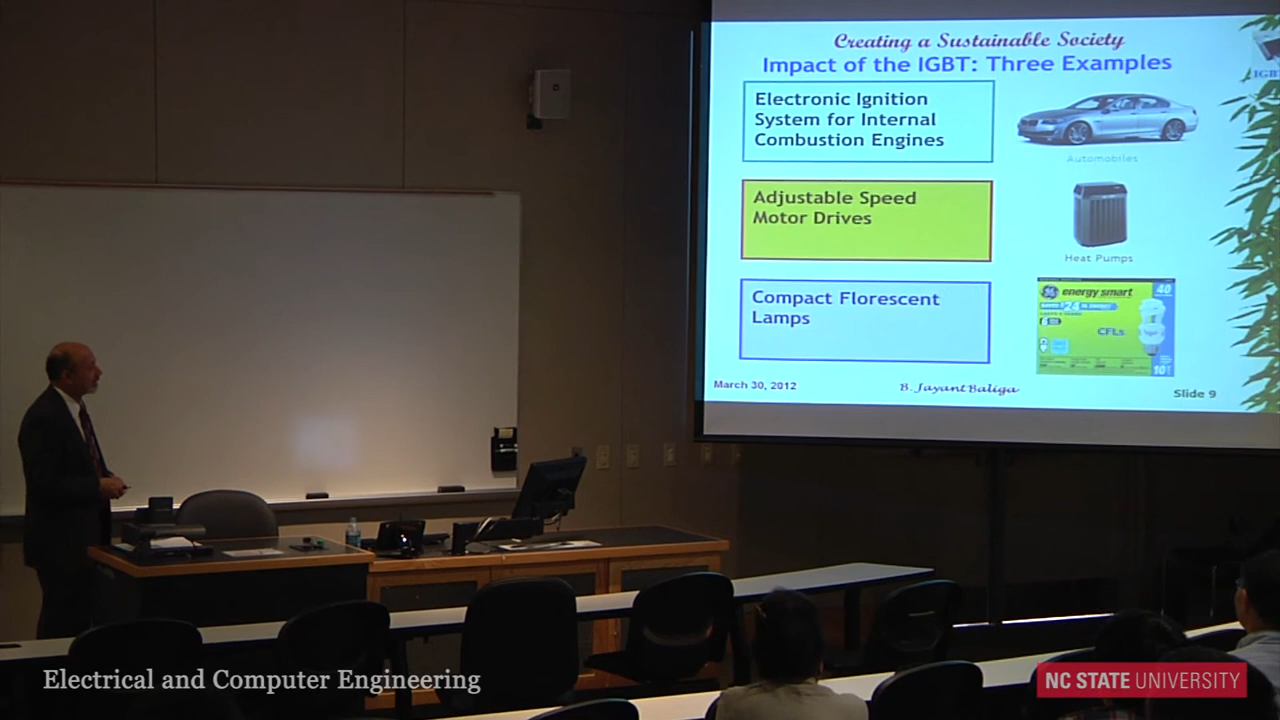 Creating a Sustainable Society
Impact of the IGBT: Three Examples
Electronic Ignition
System for Internal
Combustion Engines
Automobiles
Adjustable Speed
Motor Drives
Heat Pumps
Compact Florescent
Lamps
energy smart
40
CFLs
10
March 30, 2012
B. Jayant Baliga
Slide 9
Electrical and Computer Engineering
NC STATE UNIVERSITY